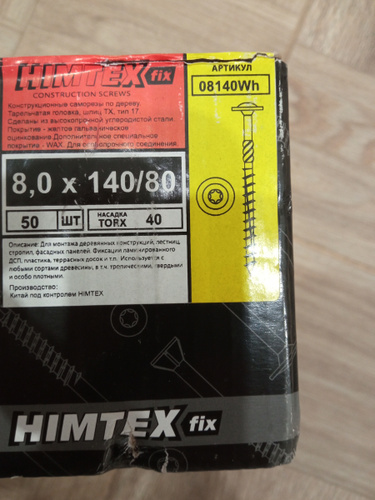 HIMTEX fix
CONSTRUCTION SCREWS
АРТИКУЛ
08140Wh
Конструкционные саморезы по дереву.
Тарельчатая головка, шлиц TX, тип 17.
Сделаны из высокопрочной углеродистой стали.
Покрытие - желтое гальваническое
оцинкование. Дополнительное специальное
покрытие - WAX. Для высокопрочного соединения.
8,0 x 140/80
50 ШТ НАСАДКА TORX 40
Описание: Для монтажа деревянных конструкций, лестниц,
стропил, фасадных панелей. Фиксации ламинированного
ДСП, пластика, террасных досок и т.п. Используется с
любыми сортами древесины, в т.ч. тропическими, твердыми
и особо плотными.
Производство:
Китай под контролем HIMTEX
HIMTEX fix